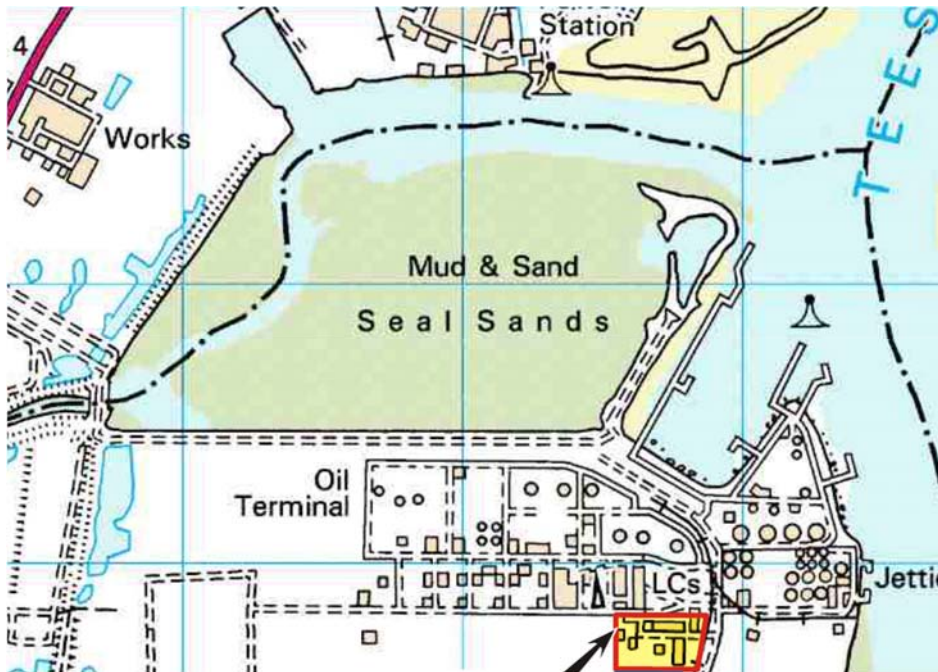 Station
4
Works
TEES
Mud & Sand
Seal Sands
Oil
Terminal
LCs
Jetti